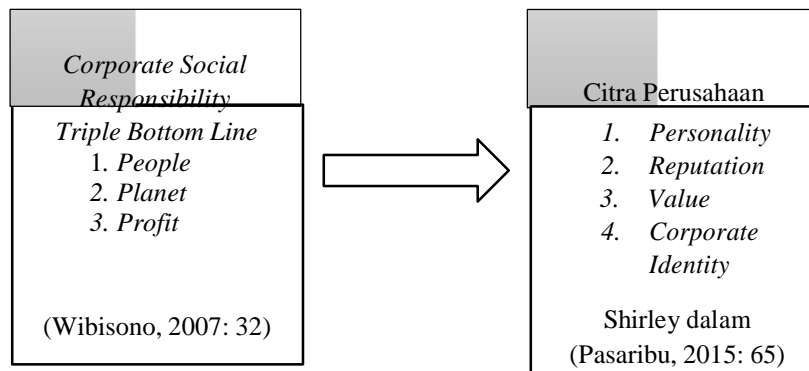 Corporate Social
Responsibility
Triple Bottom Line
1. People
2. Planet
3. Profit
(Wibisono, 2007: 32)
Citra Perusahaan
1. Personality
2. Reputation
3. Value
4. Corporate
Identity
Shirley dalam
(Pasaribu, 2015: 65)